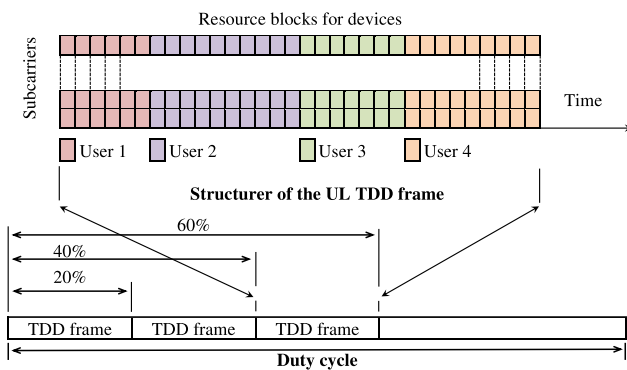 Resource blocks for devices
Subcarriers
Time
User 1
User 2
User 3
User 4
Structurer of the UL TDD frame
60%
40%
20%
TDD frame
TDD frame
TDD frame
Duty cycle